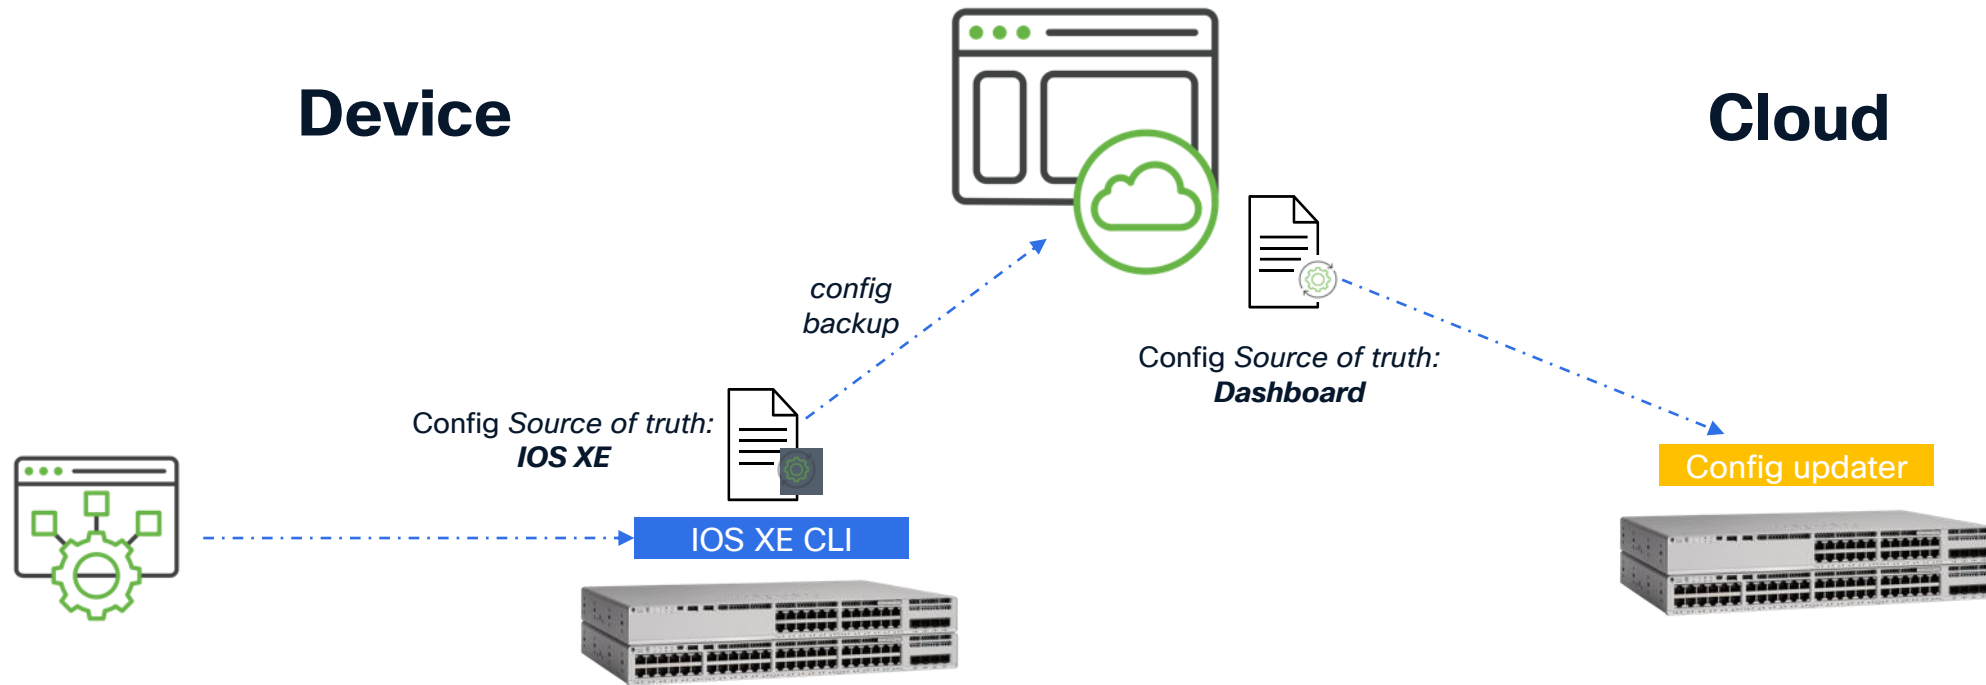 Device
Cloud
config
backup
Config Source of truth:
Dashboard
Config Source of truth:
IOS XE
Config updater
IOS XE CLI